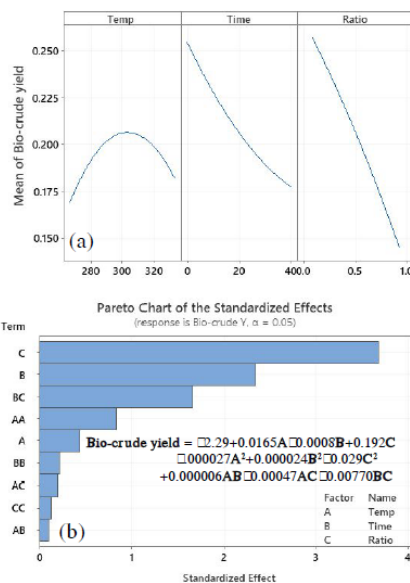 Temp Time Ratio
Mean of Bio-crude yield
0.250
0.225
0.200
0.175
0.150
280 300 320 0 20 40 0.0 0.5 1.0
(a)
Pareto Chart of the Standardized Effects
(response is Bio-crude Y, α = 0.05)
Term
C
B
BC
AA
A
BB
AC
CC
AB
Bio-crude yield = □2.29+0.0165A□0.0008B+0.192C
□.000027A²+0.000024B²□0.029C²
+0.000006AB□0.00047AC□0.00770BC
Factor Name
A Temp
B Time
C Ratio
(b)
0 1 2 3 4
Standardized Effect